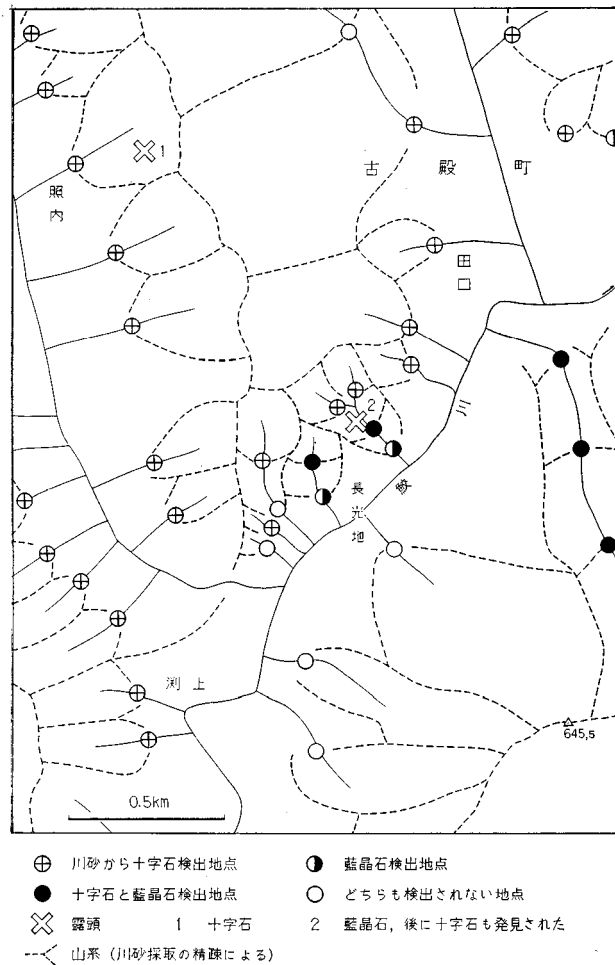 1
古殿町
照内
田口
2
川
鮫
長光地
渕上
645,5
0.5km
川砂から十字石検出地点
藍晶石検出地点
十字石と藍晶石検出地点
どちらも検出されない地点
露頭 1 十字石 2 藍晶石,後に十字石も発見された
山系(川砂採取の精疎による)